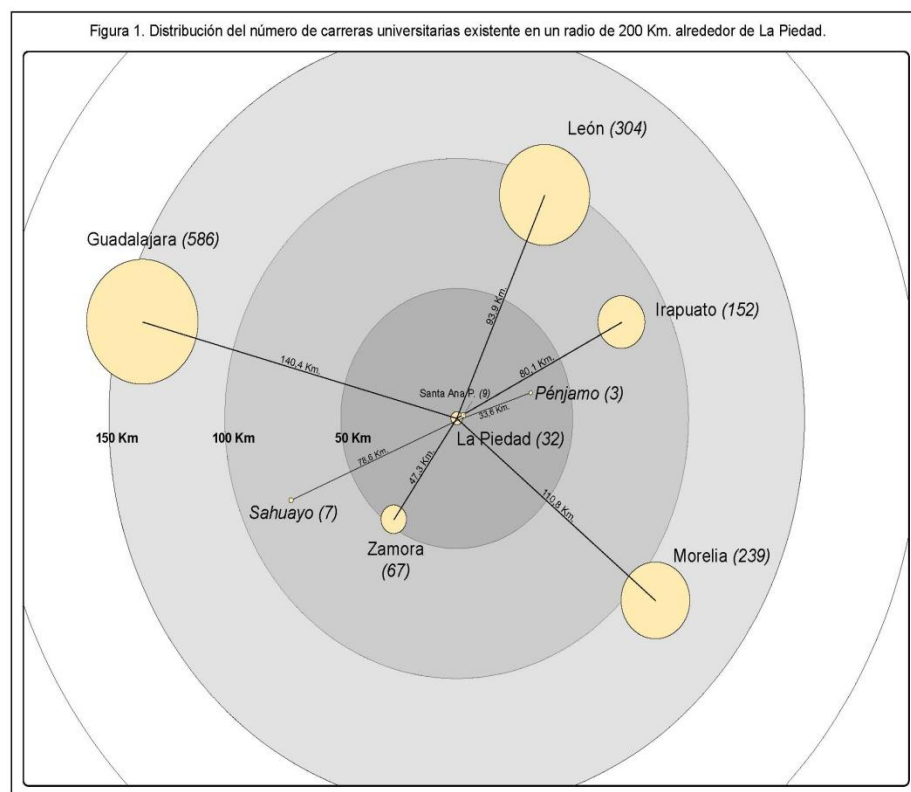 Figura 1. Distribución del número de carreras universitarias existente en un radio de 200 Km. alrededor de La Piedad.
León (304)
Guadalajara (586)
Irapuato (152)
93,9 Km.
140,4 Km.
80,1 Km.
Santa Ana P. (9)
Pénjamo (3)
33,6 Km.
150 Km
100 Km
50 Km
La Piedad (32)
78,6 Km.
47,3 Km.
Sahuayo (7)
110,8 Km.
Zamora
(67)
Morelia (239)